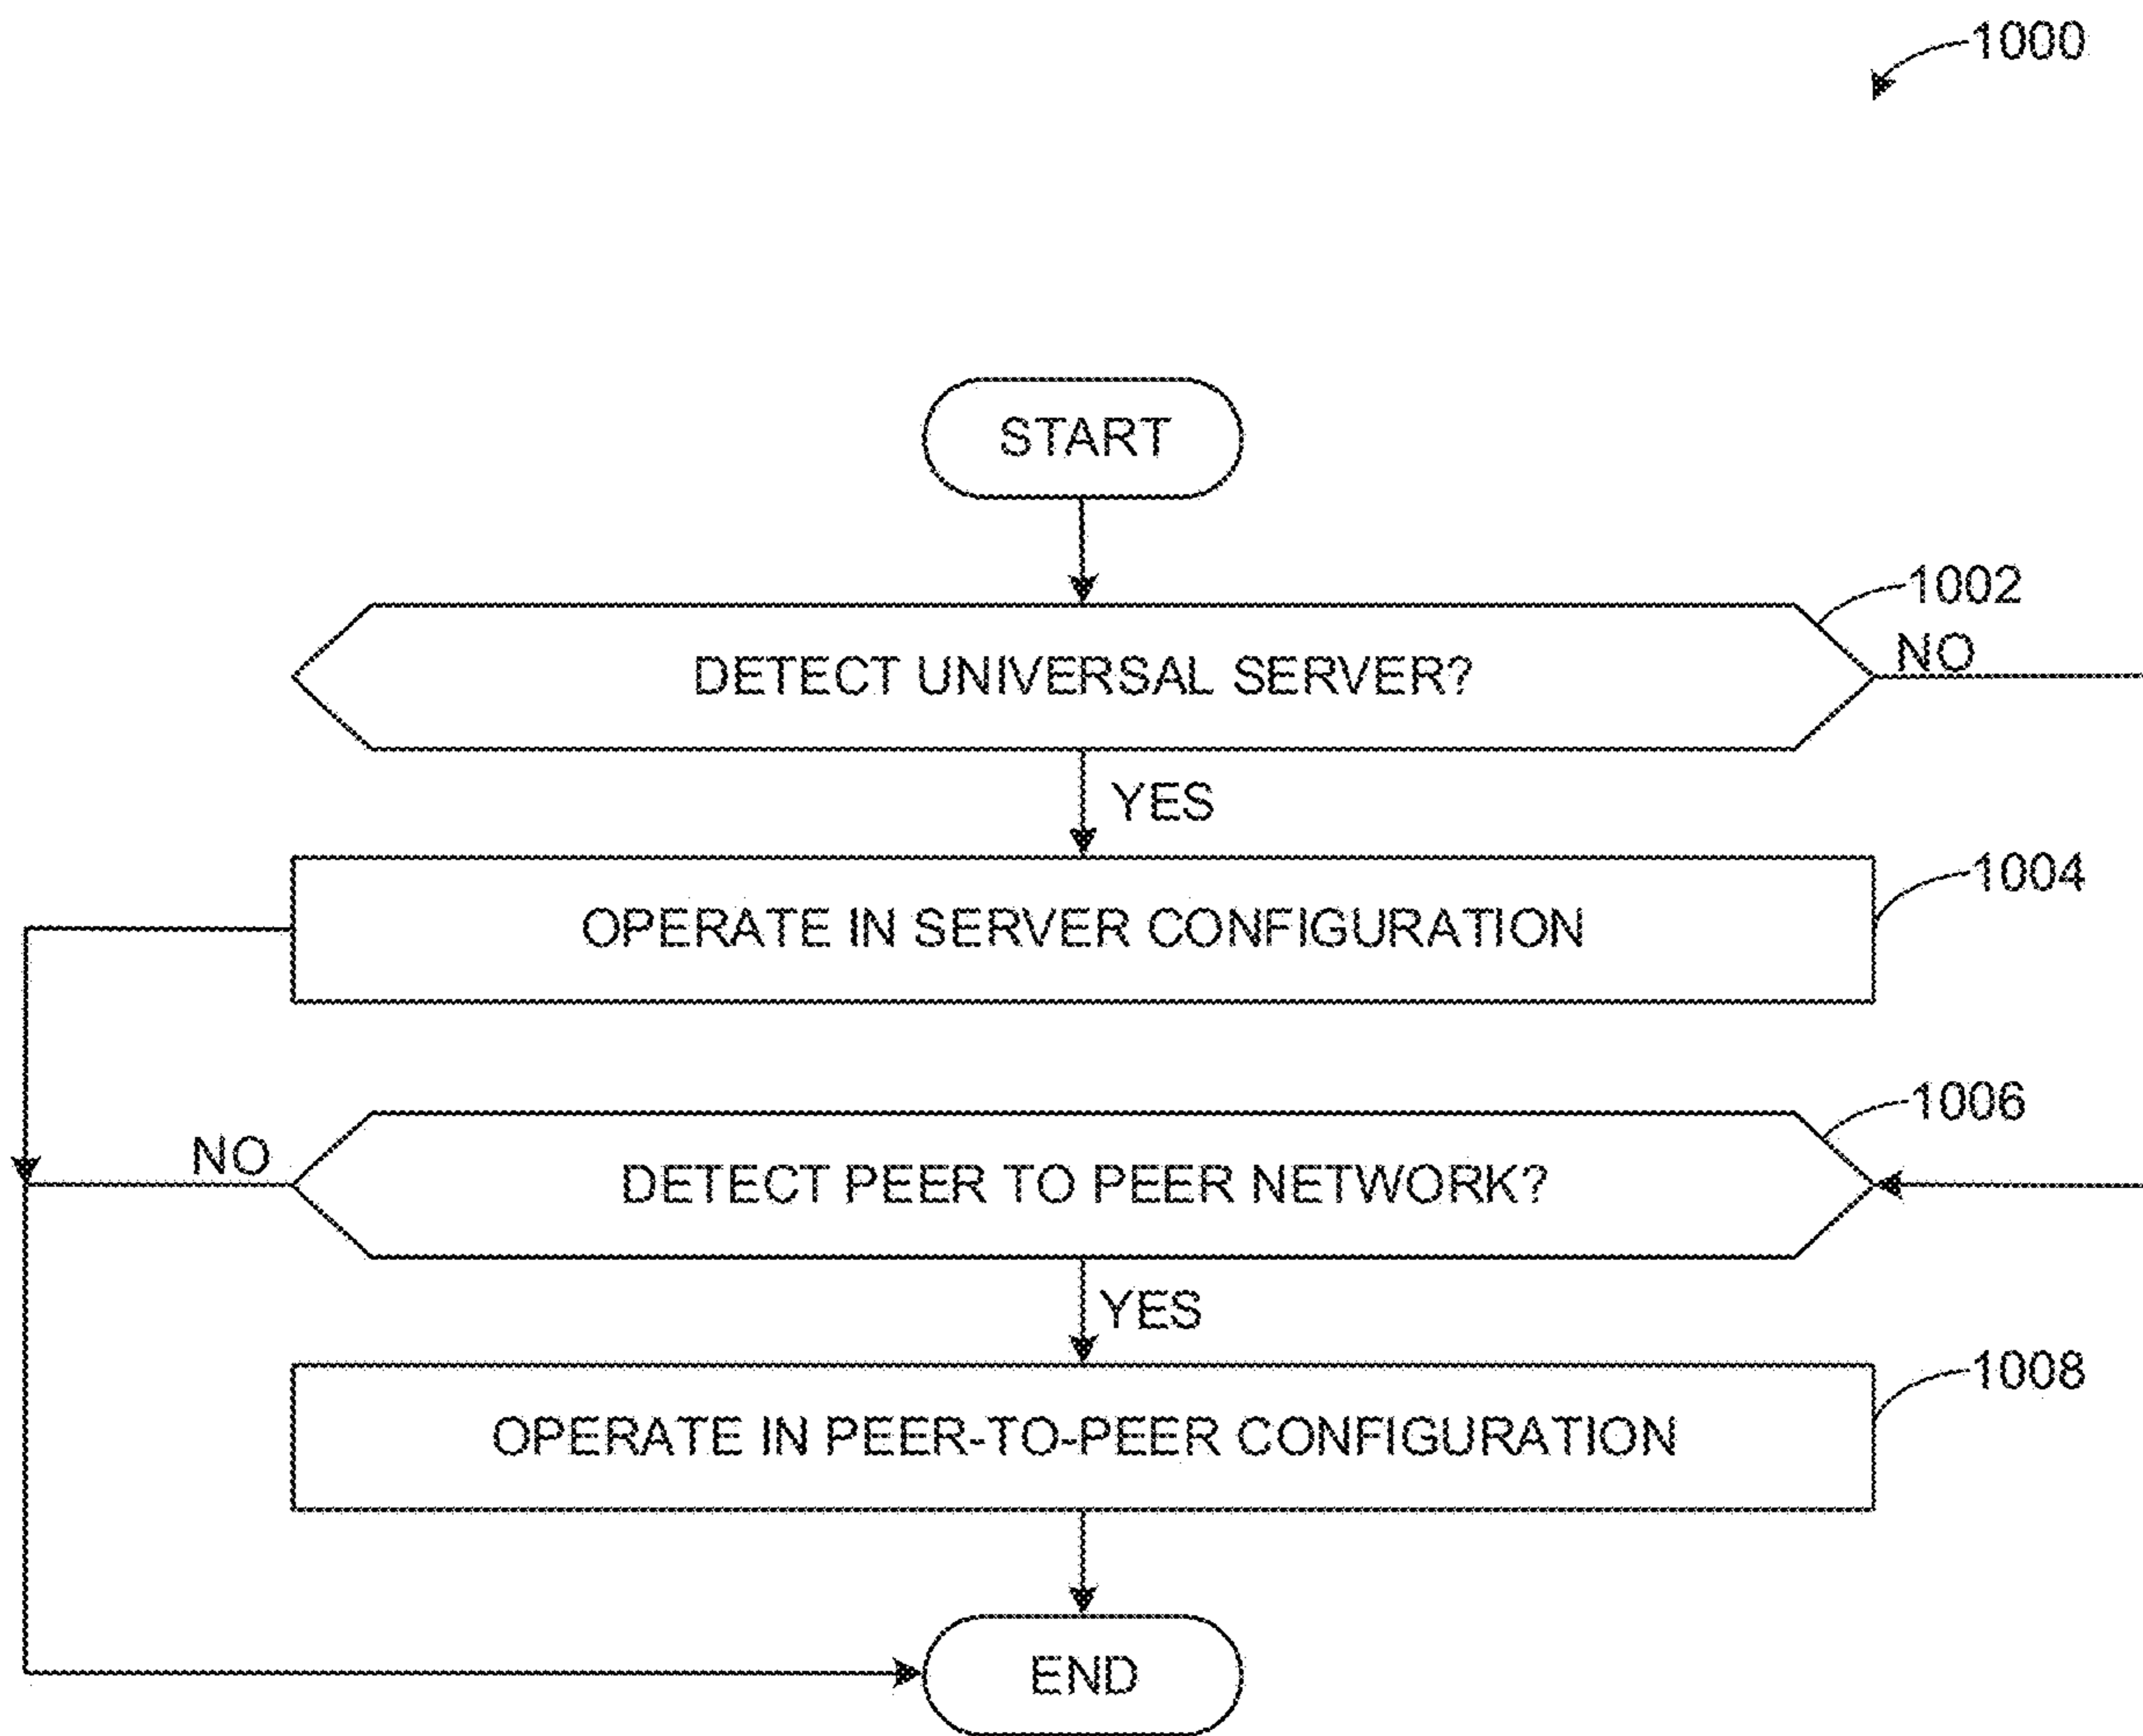 1000
START
1002
DETECT UNIVERSAL SERVER?
NO
YES
1004
OPERATE IN SERVER CONFIGURATION
1006
NO
DETECT PEER TO PEER NETWORK?
YES
1008
OPERATE IN PEER-TO-PEER CONFIGURATION
END